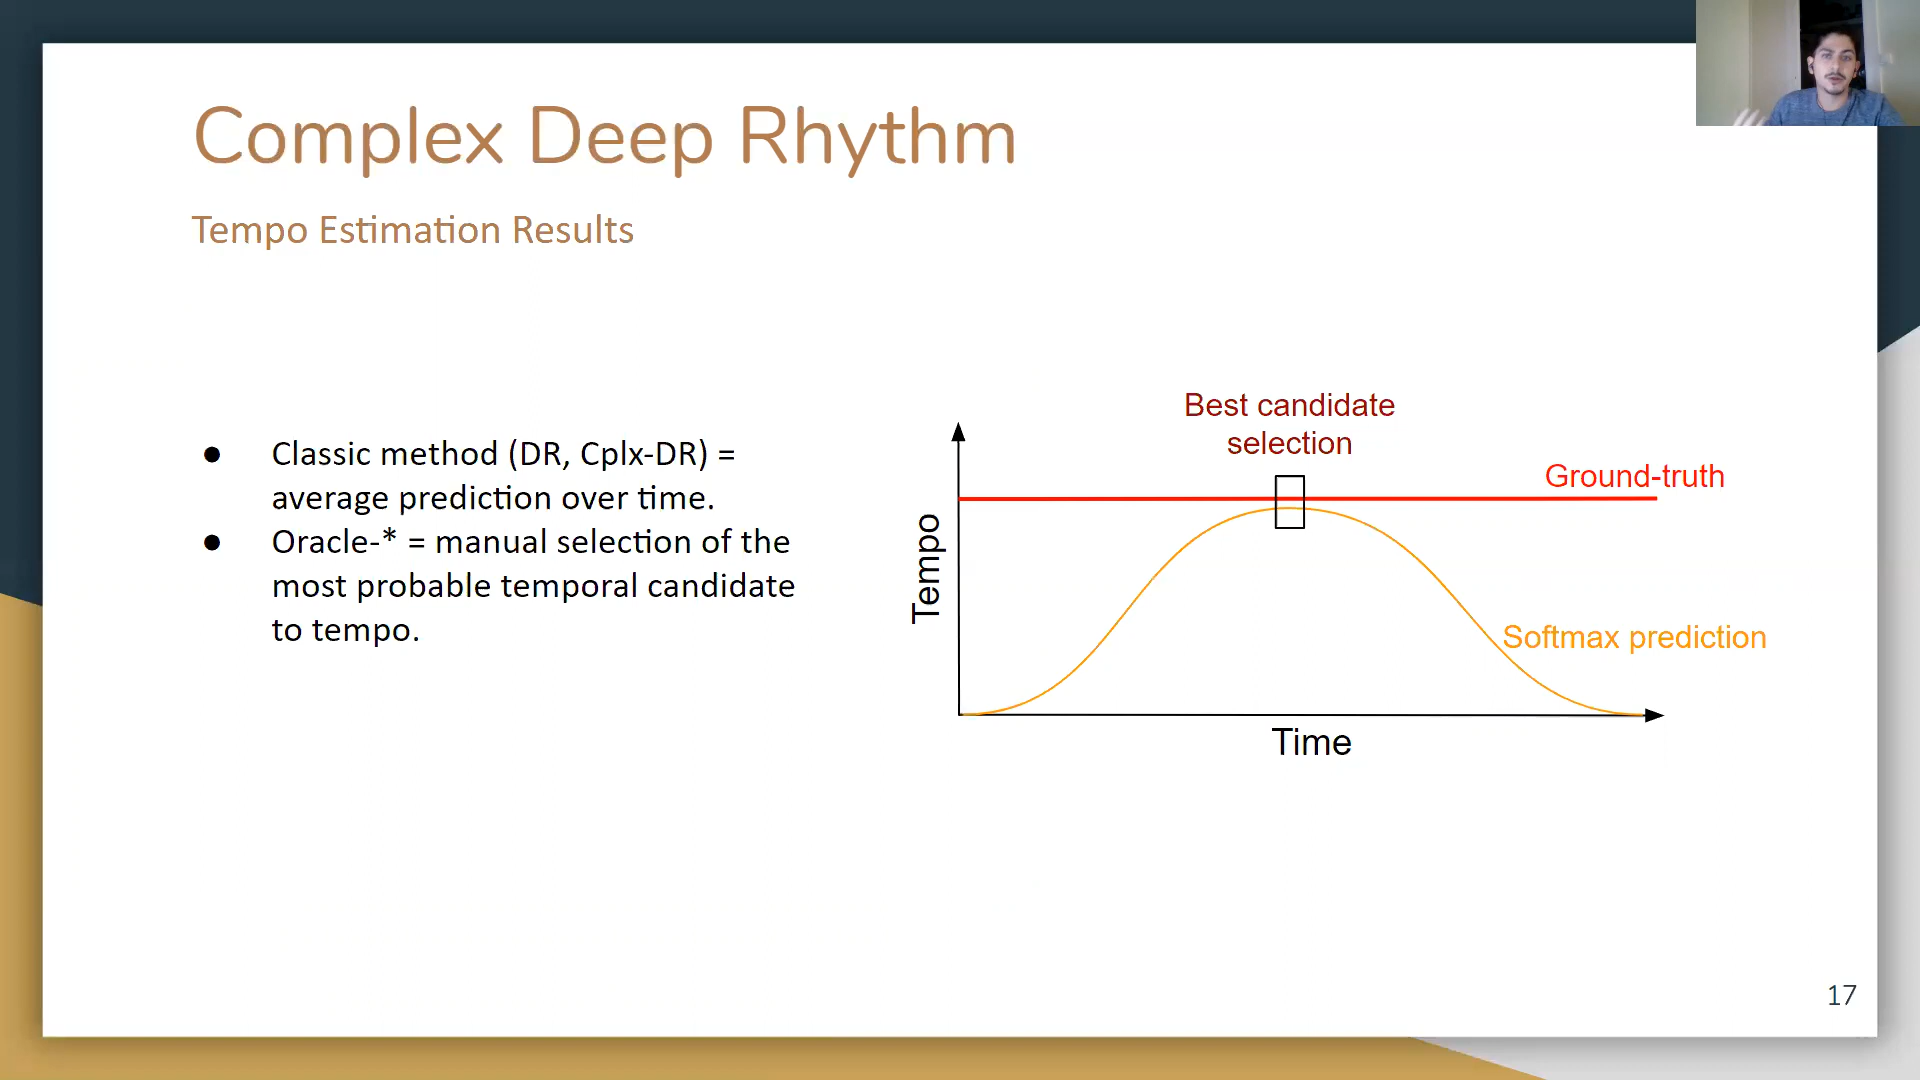 Complex Deep Rhythm
Tempo Estimation Results
● Classic method (DR, Cplx-DR) =
average prediction over time.
● Oracle-* = manual selection of the
most probable temporal candidate
to tempo.
Best candidate
selection
Ground-truth
Tempo
Softmax prediction
Time
17